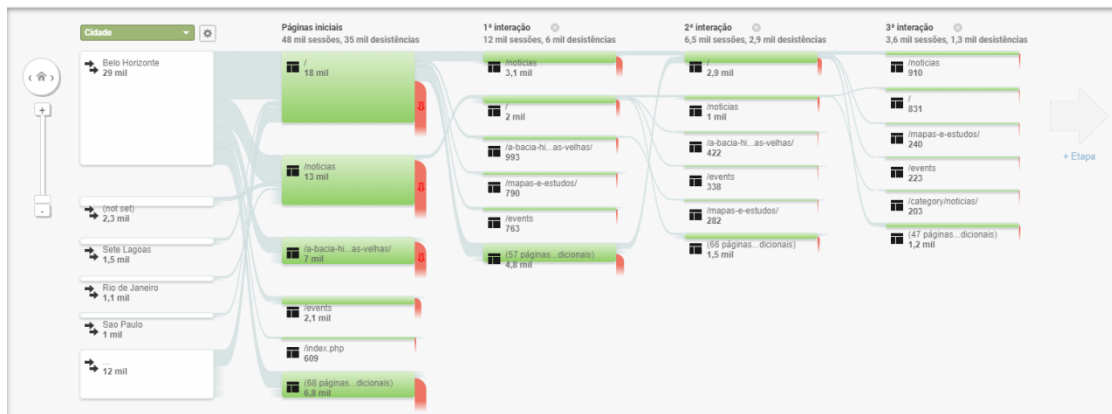 Cidade
Belo Horizonte
29 mil
(not set)
2,3 mil
Sete Lagoas
1,5 mil
Rio de Janeiro
1,1 mil
Sao Paulo
1 mil
...
12 mil
Páginas iniciais
48 mil sessões, 35 mil desistências
/
18 mil
/noticias
13 mil
/a-bacia-hi...as-velhas/
7 mil
/events
2,1 mil
/index.php
609
(68 páginas...dicionais)
6,8 mil
1ª interação
12 mil sessões, 6 mil desistências
/noticias
3,1 mil
/
2 mil
/a-bacia-hi...as-velhas/
993
/mapas-e-estudos/
790
/events
763
(57 páginas...dicionais)
4,8 mil
2ª interação
6,5 mil sessões, 2,9 mil desistências
/
2,9 mil
/noticias
1 mil
/a-bacia-hi...as-velhas/
422
/events
338
/mapas-e-estudos/
282
(66 páginas...dicionais)
1,5 mil
3ª interação
3,6 mil sessões, 1,3 mil desistências
/noticias
910
/
831
/mapas-e-estudos/
240
/events
223
/category/noticias/
203
(47 páginas...dicionais)
1,2 mil
+ Etapa